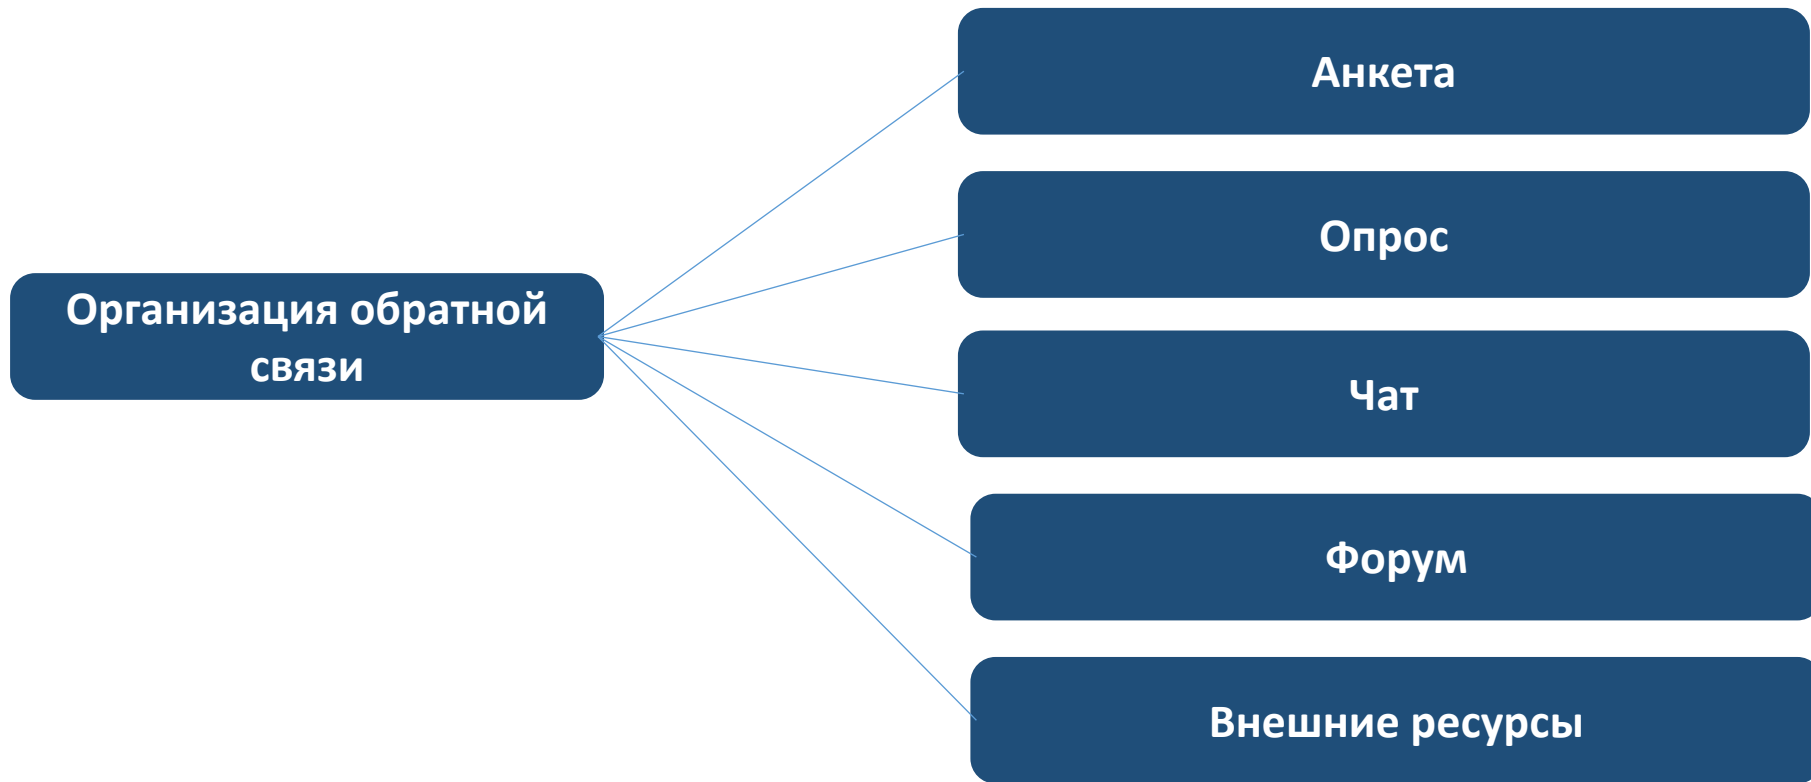 Анкета
Опрос
Организация обратной
связи
Чат
Форум
Внешние ресурсы